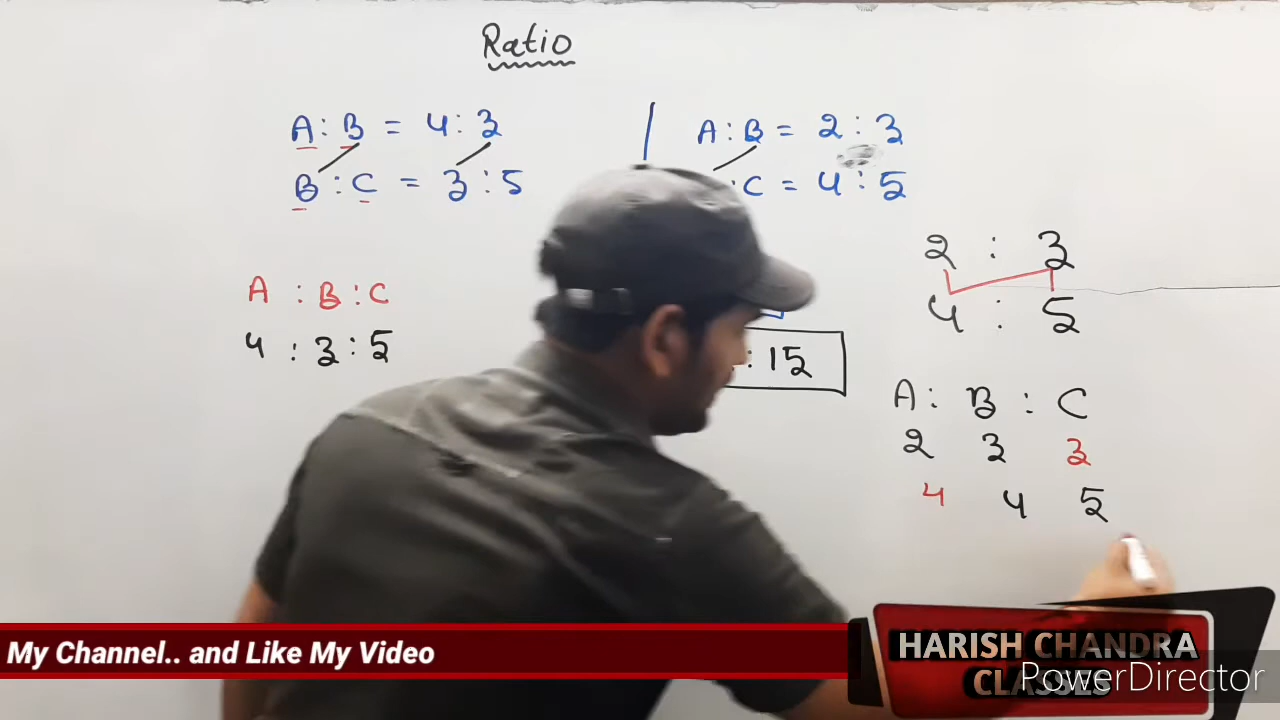 Ratio
A : B = 4 : 3
B : C = 3 : 5
A : B : C
4 : 3 : 5
A : B = 2 : 3
: C = 4 : 5
: 15
2 : 3
4 : 5
A : B : C
2 3 3
4 4 5
My Channel.. and Like My Video
HARISH CHANDRA
CLASSES
PowerDirector